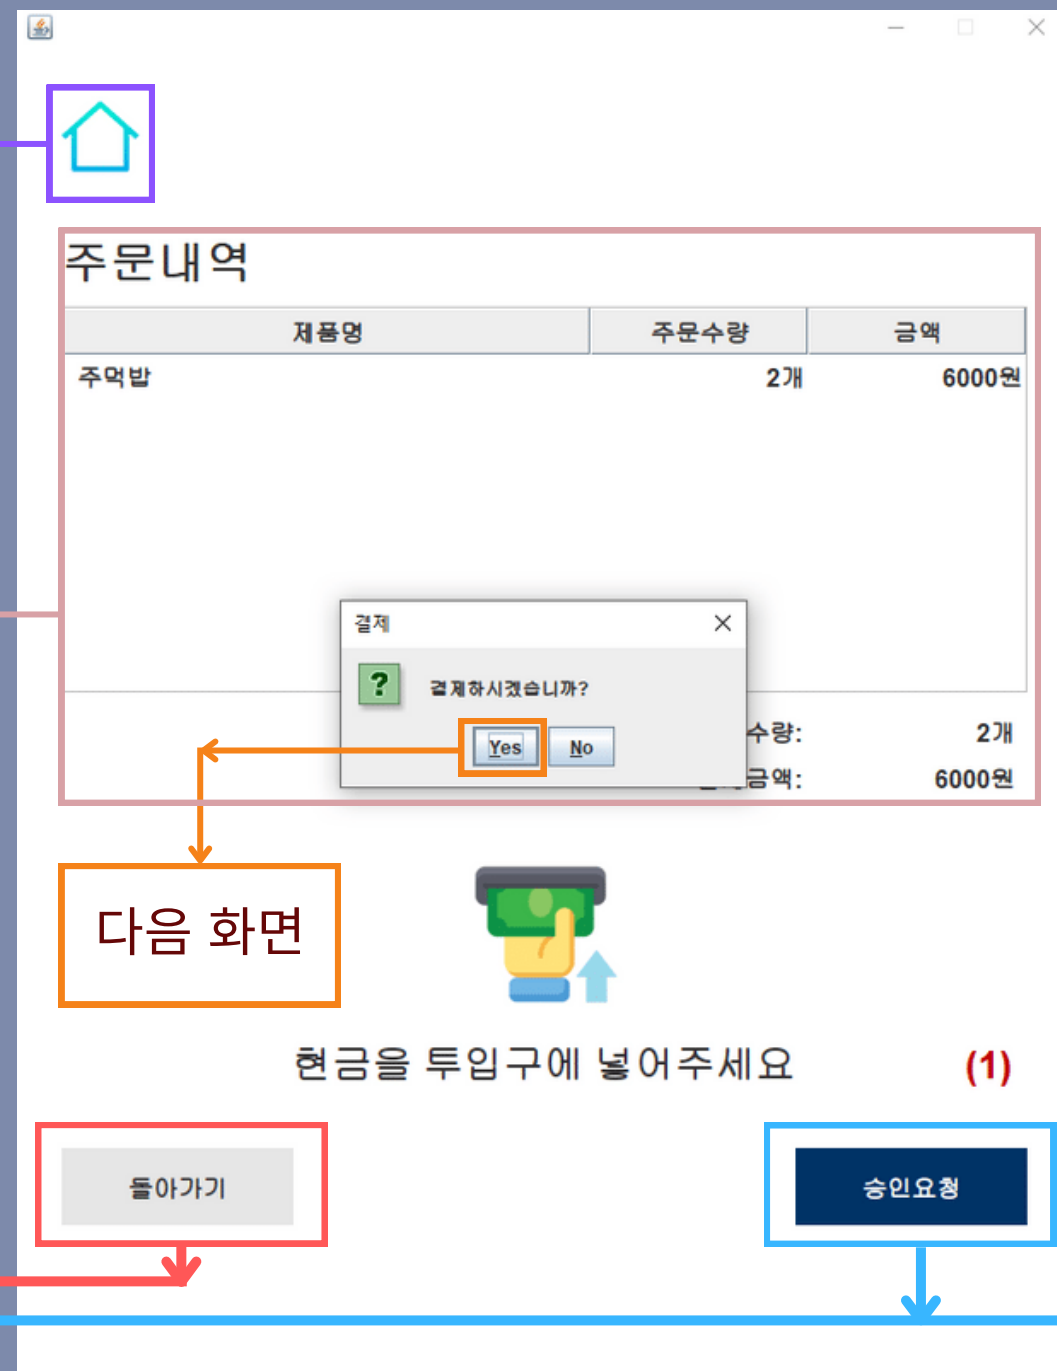 주문내역
제품명 주문수량 금액
주먹밥 2개 6000원
결제
?
결제하시겠습니까?
Yes No
수량: 2개
금액: 6000원
다음 화면
현금을 투입구에 넣어주세요 (1)
돌아가기 승인요청